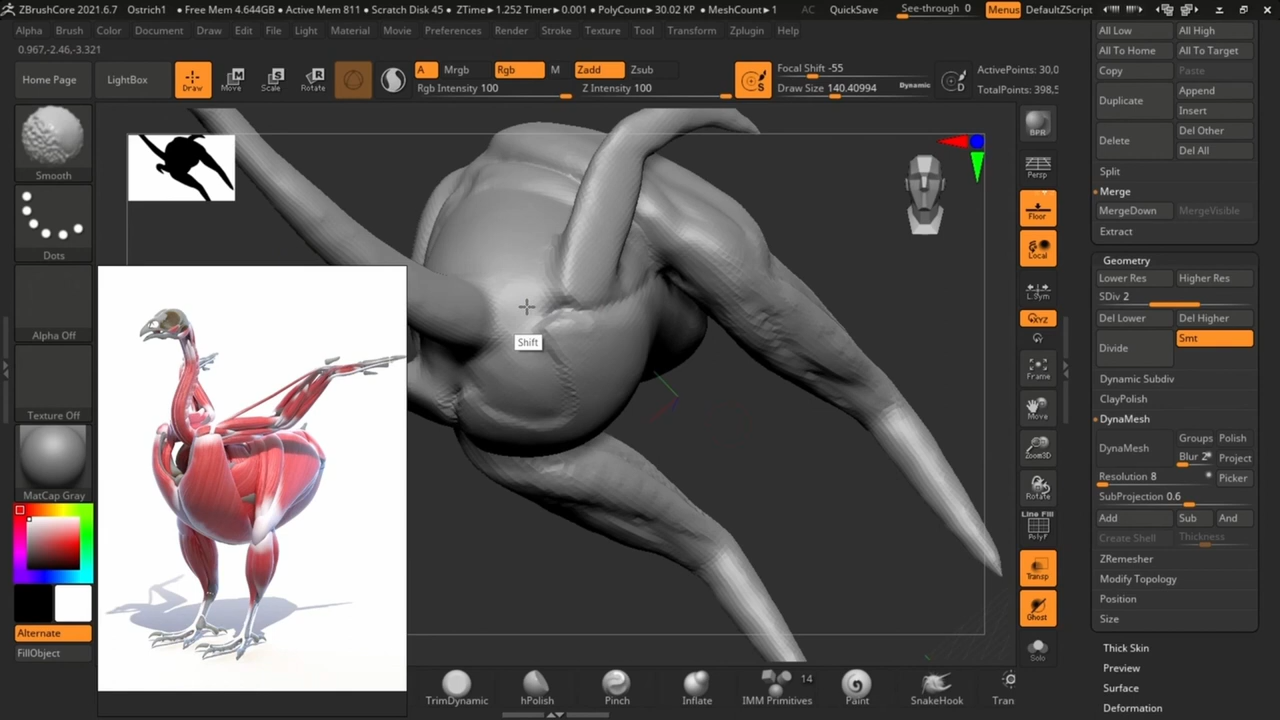 ZBrushCore 2021.6.7 Ostrich1 • Free Mem 4.644GB • Active Mem 811 • Scratch Disk 45 • ZTime▶1.252 Timer▶0.001 • PolyCount▶30.02 KP • MeshCount▶1 AC QuickSave See-through 0 Menus DefaultZScript
Alpha Brush Color Document Draw Edit File Layer Light Material Movie Preferences Render Stroke Texture Tool Transform Zplugin Help
0.967,-2.46,-3.321
Home Page LightBox Draw Move Scale Rotate A Mrgb Rgb M Zadd Zsub Focal Shift -55 ActivePoints: 30,0
Rgb Intensity 100 Z Intensity 100 Draw Size 140.40994 Dynamic TotalPoints: 398,5
Smooth
Dots
Alpha Off
Texture Off
MatCap Gray
Alternate
FillObject
Shift
BPR
Persp
Floor
Local
L.Sym
XYZ
Frame
Move
Zoom3D
Rotate
Line Fill
PolyF
Transp
Ghost
Solo
All Low All High
All To Home All To Target
Copy Paste
Duplicate Append
Insert
Delete Del Other
Del All
Split
Merge
MergeDown MergeVisible
Extract
Geometry
Lower Res Higher Res
SDiv 2
Del Lower Del Higher
Divide Smt
Dynamic Subdiv
ClayPolish
DynaMesh
DynaMesh Groups Polish
Blur 2 Project
Resolution 8 Picker
SubProjection 0.6
Add Sub And
Create Shell Thickness
ZRemesher
Modify Topology
Position
Size
Thick Skin
Preview
Surface
Deformation
14
TrimDynamic hPolish Pinch Inflate IMM Primitives Paint SnakeHook Tran